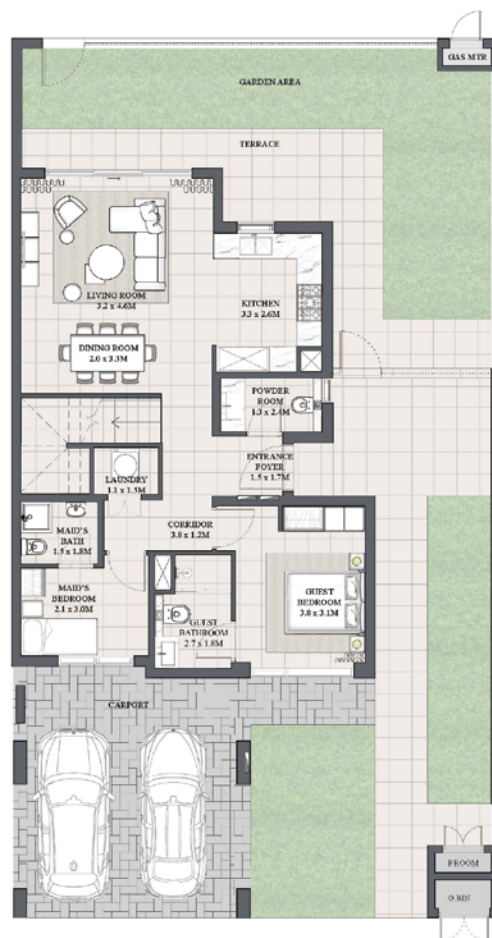 GAS MTR
GARDEN AREA
TERRACE
LIVING ROOM
3.2 x 4.6M
KITCHEN
3.3 x 2.6M
DINING ROOM
2.0 x 3.3M
POWDER
ROOM
1.3 x 2.4M
ENTRANCE
FOYER
1.5 x 1.7M
LAUNDRY
1.1 x 1.5M
CORRIDOR
3.8 x 1.2M
MAID'S
BATH
1.5 x 1.8M
MAID'S
BEDROOM
2.1 x 3.0M
GUEST
BEDROOM
3.8 x 3.1M
GUEST
BATHROOM
2.7 x 1.8M
CARPORT
PROOM
G.BIN